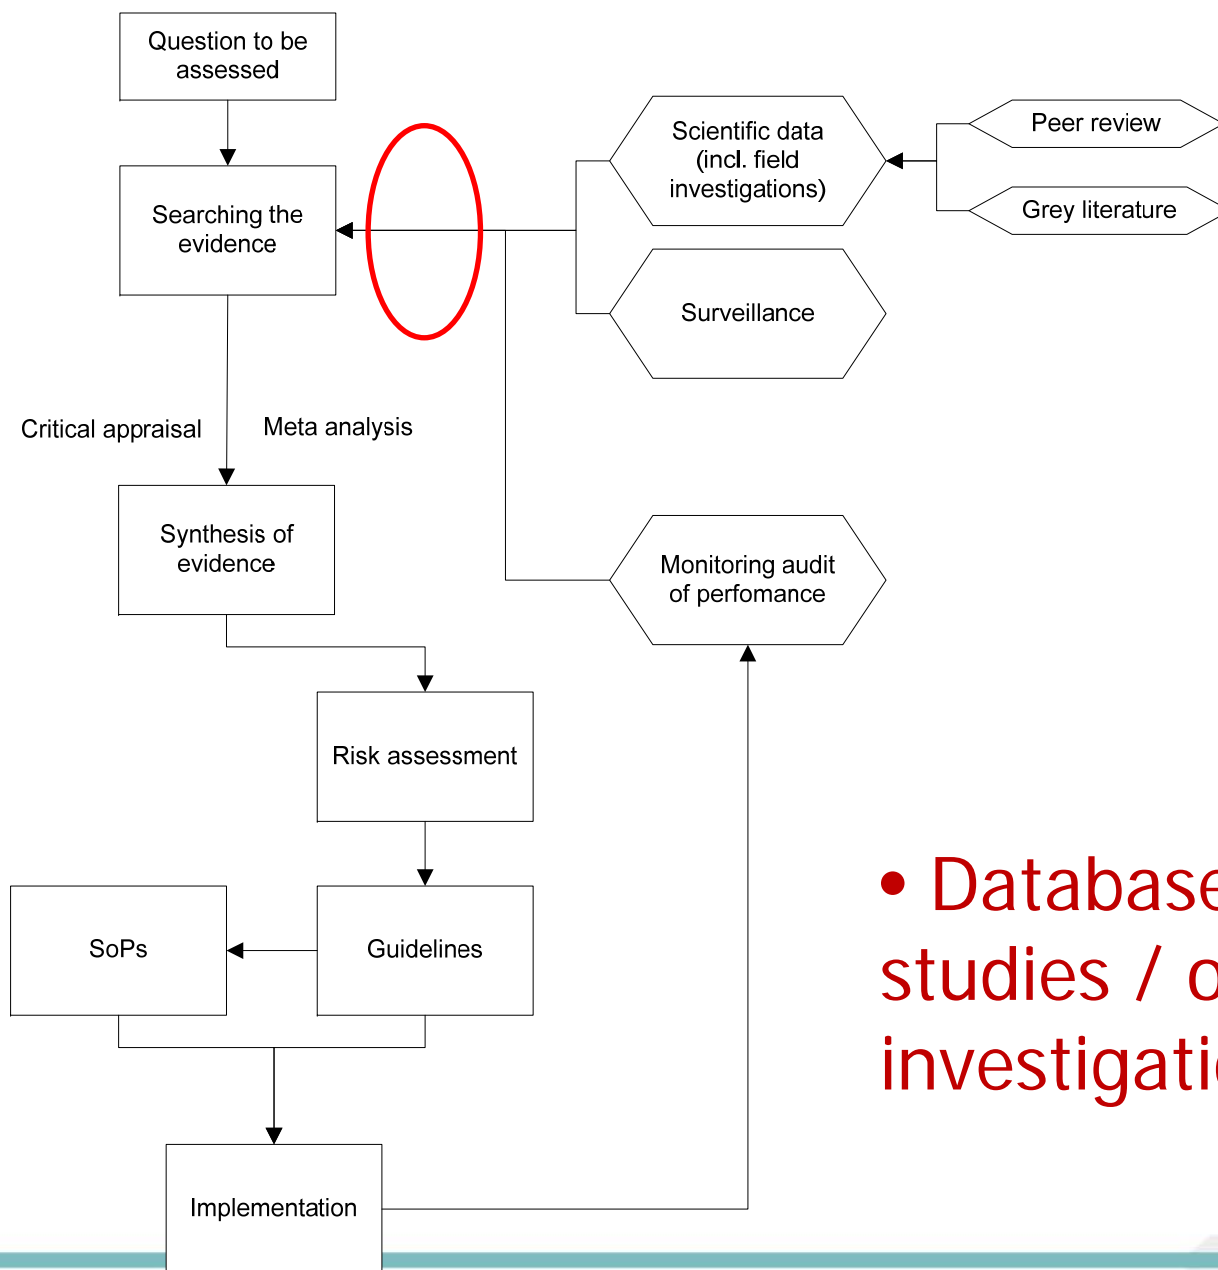 Question to be
assessed
Scientific data
(incl. field
investigations)
Peer review
Grey literature
Searching the
evidence
Surveillance
Critical appraisal
Meta analysis
Synthesis of
evidence
Monitoring audit
of perfomance
Risk assessment
SoPs
Guidelines
• Database
studies /
Implementation